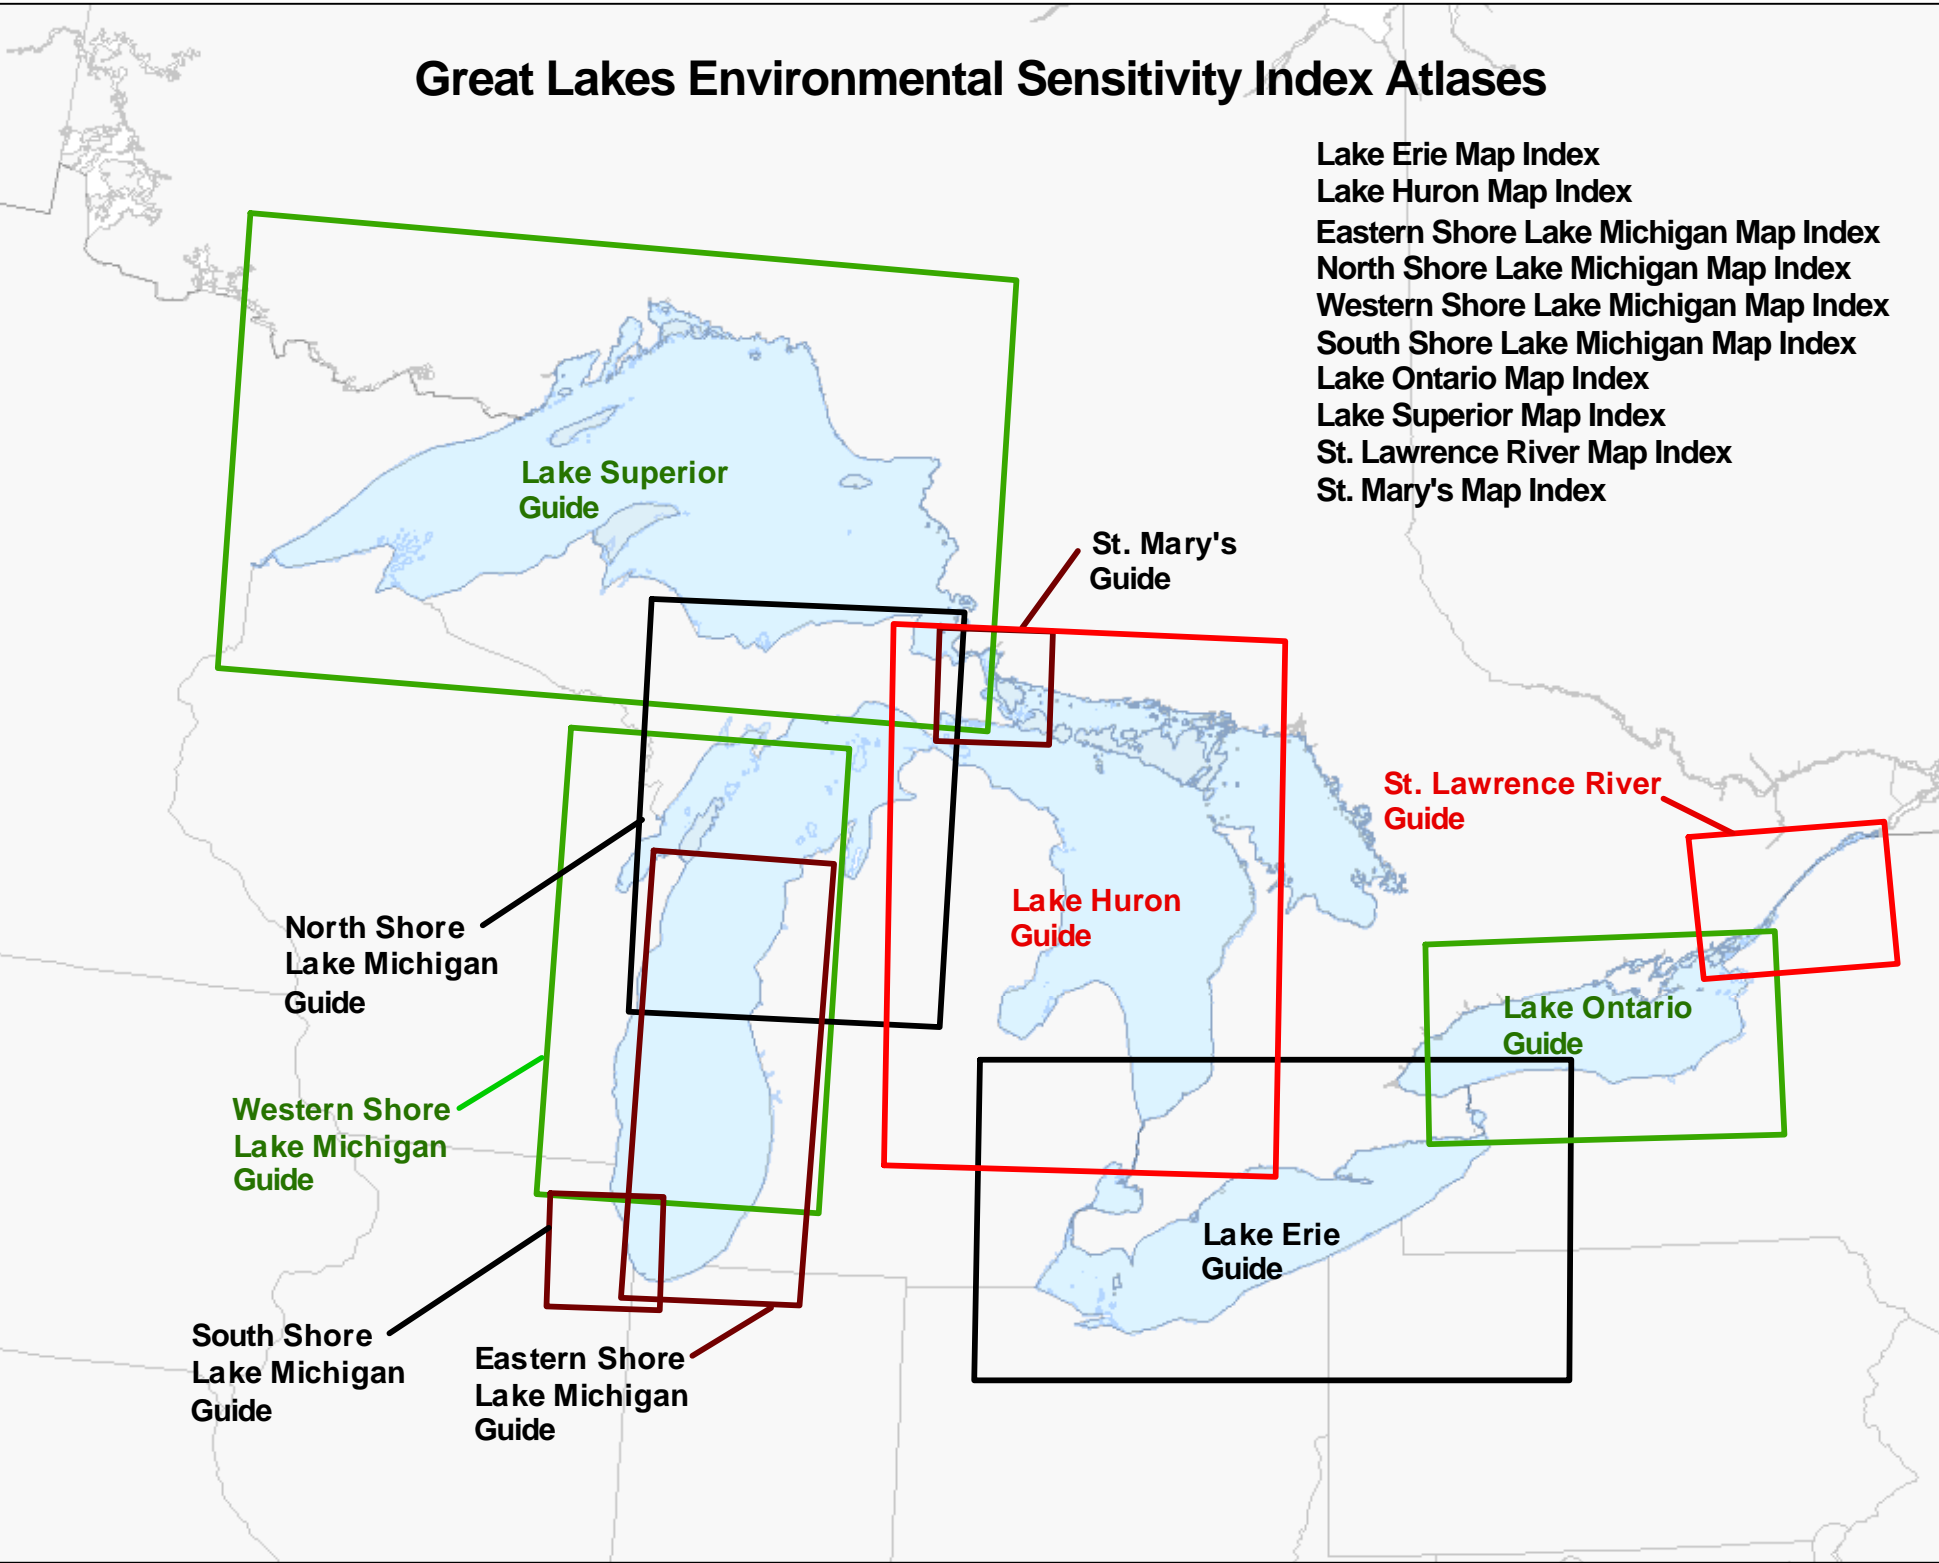 Great Lakes Environmental Sensitivity Index Atlases
Lake Erie Map Index
Lake Huron Map Index
Eastern Shore Lake Michigan Map Index
North Shore Lake Michigan Map Index
Western Shore Lake Michigan Map Index
South Shore Lake Michigan Map Index
Lake Ontario Map Index
Lake Superior Map Index
St. Lawrence River Map Index
St. Mary's Map Index
Lake Superior
Guide
St. Mary's
Guide
St. Lawrence River
Guide
Lake Huron
Guide
North Shore
Lake Michigan
Guide
Lake Ontario
Guide
Western Shore
Lake Michigan
Guide
Lake Erie
Guide
South Shore
Lake Michigan
Guide
Eastern Shore
Lake Michigan
Guide